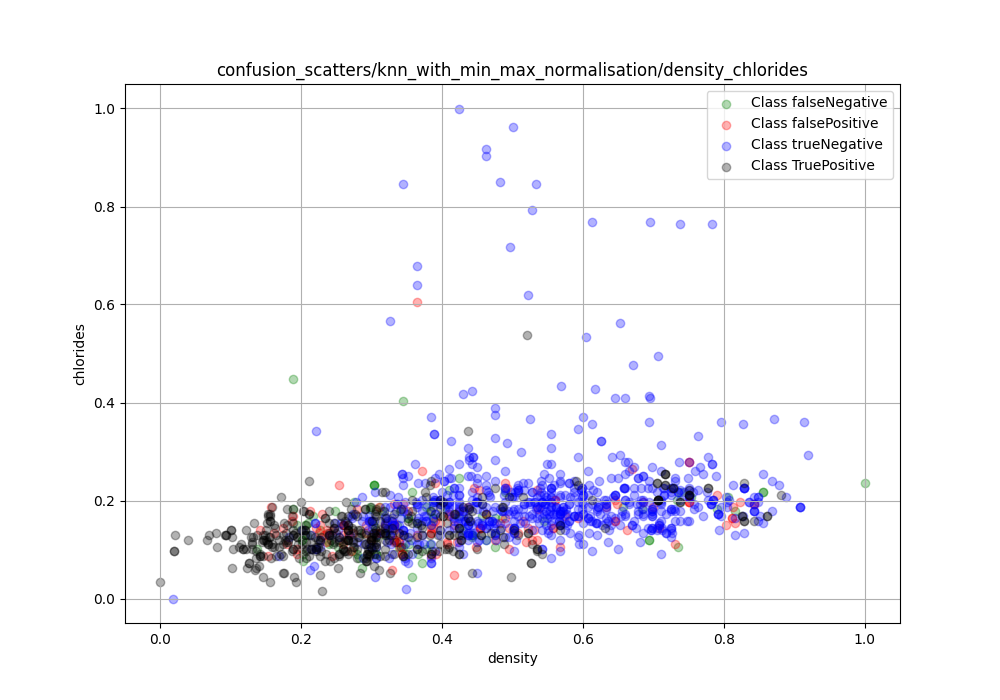 confusion_scatters/knn_with_min_max_normalisation/density_chlorides
Class falseNegative
Class falsePositive
Class trueNegative
Class TruePositive
1.0
0.8
0.6
0.4
0.2
0.0
chlorides
0.0 0.2 0.4 0.6 0.8 1.0
density